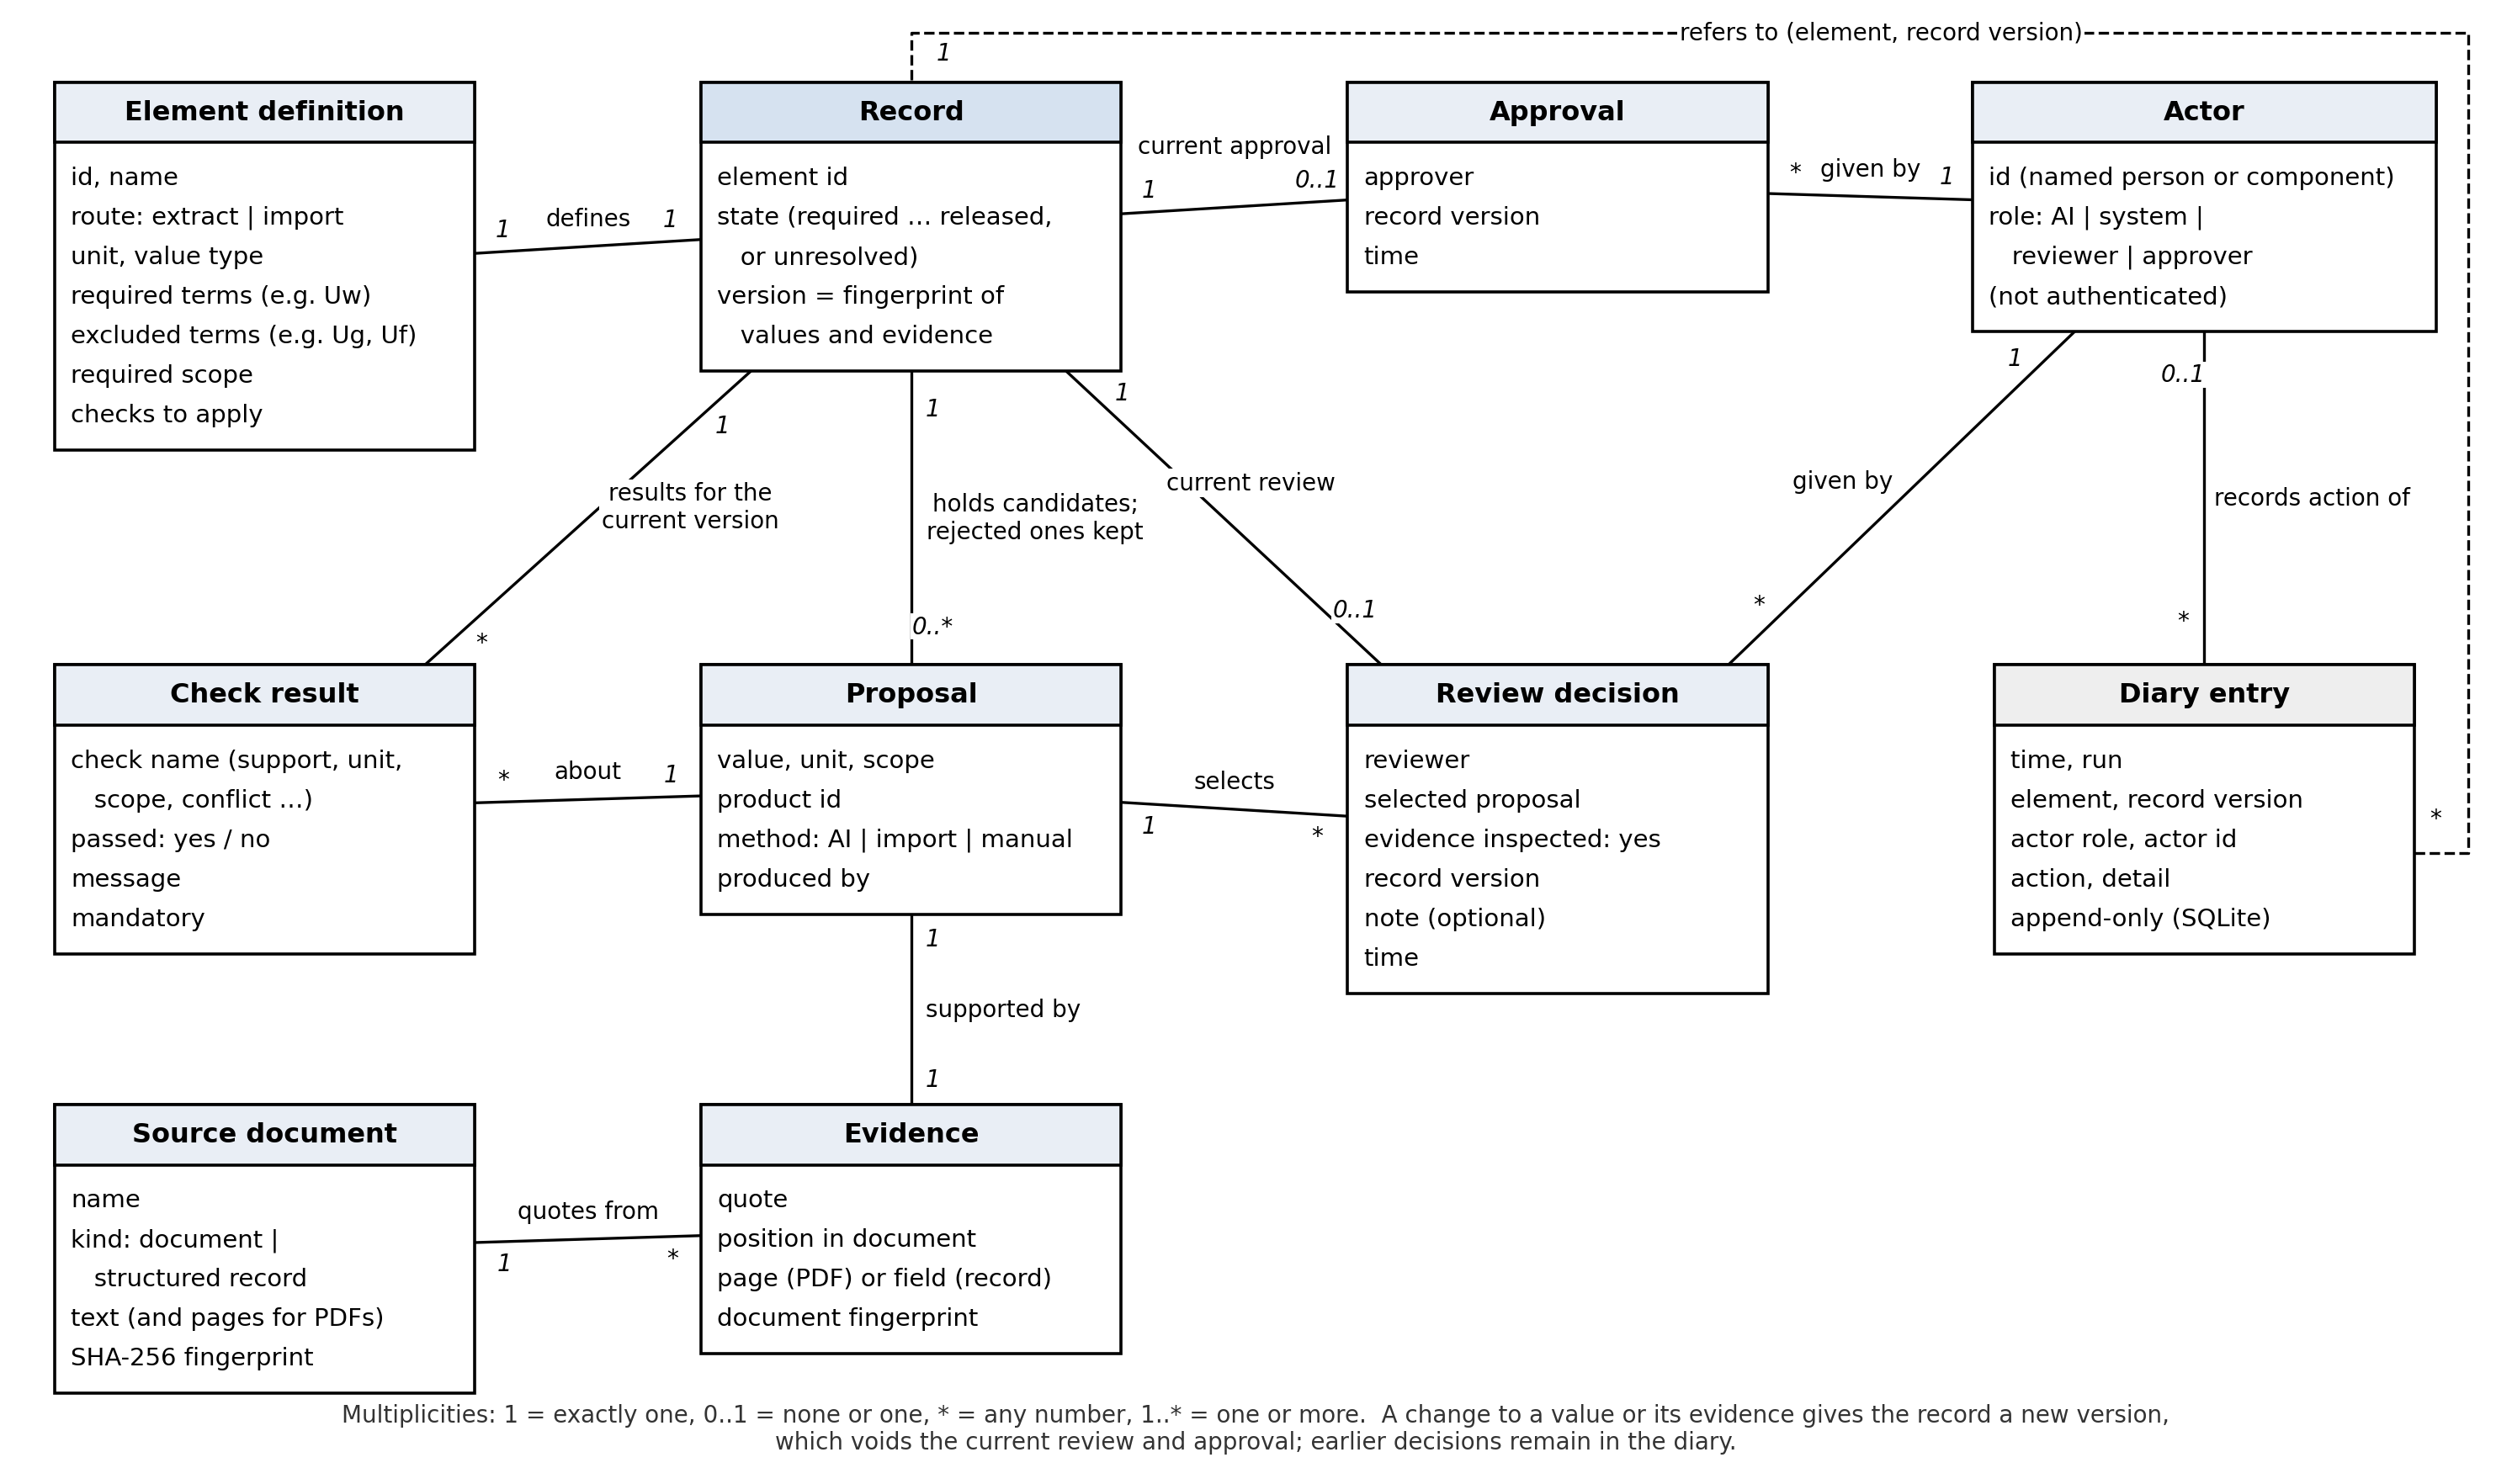 refers to (element, record version)
1
Element definition
id, name
route: extract | import
unit, value type
required terms (e.g. Uw)
excluded terms (e.g. Ug, Uf)
required scope
checks to apply
1
defines
1
Record
element id
state (required ... released,
or unresolved)
version = fingerprint of
values and evidence
current approval
1
0..1
Approval
approver
record version
time
*
given by
1
Actor
id (named person or component)
role: AI | system |
reviewer | approver
(not authenticated)
1
results for the
current version
*
1
holds candidates;
rejected ones kept
0..*
1
current review
0..1
1
given by
*
0..1
records action of
*
Check result
check name (support, unit,
scope, conflict ...)
passed: yes / no
message
mandatory
*
about
1
Proposal
value, unit, scope
product id
method: AI | import | manual
produced by
selects
1
*
Review decision
reviewer
selected proposal
evidence inspected: yes
record version
note (optional)
time
Diary entry
time, run
element, record version
actor role, actor id
action, detail
append-only (SQLite)
*
1
supported by
1
Source document
name
kind: document |
structured record
text (and pages for PDFs)
SHA-256 fingerprint
quotes from
1
*
Evidence
quote
position in document
page (PDF) or field (record)
document fingerprint
Multiplicities: 1 = exactly one, 0..1 = none or one, * = any number, 1..* = one or more.  A change to a value or its evidence gives the record a new version,
which voids the current review and approval; earlier decisions remain in the diary.